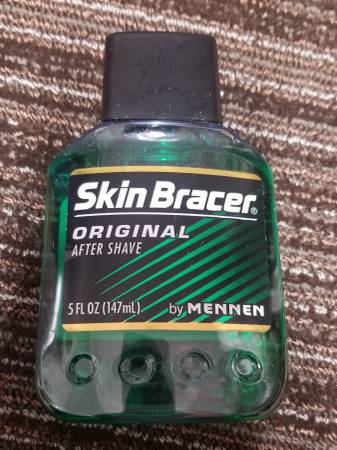 Skin Bracer®
ORIGINAL
AFTER SHAVE
5 FL OZ (147mL) by MENNEN